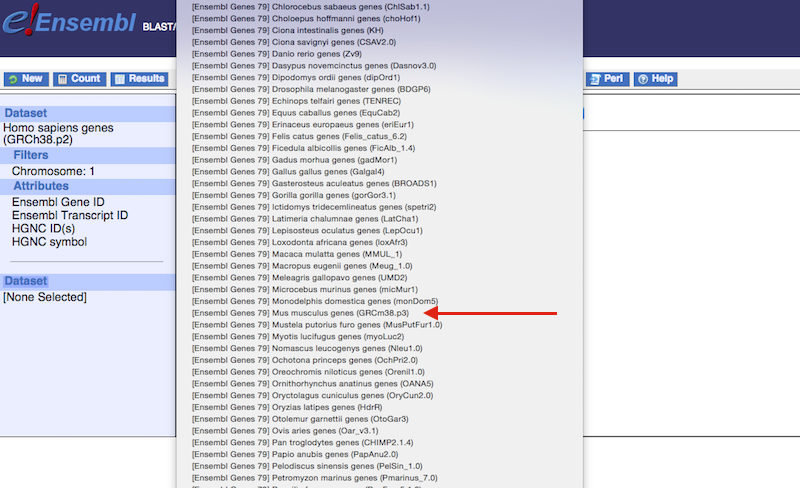 e!Ensembl BLAST/
New Count Results Perl Help
Dataset
Homo sapiens genes
(GRCh38.p2)
Filters
Chromosome: 1
Attributes
Ensembl Gene ID
Ensembl Transcript ID
HGNC ID(s)
HGNC symbol
Dataset
[None Selected]
[Ensembl Genes 79] Chlorocebus sabaeus genes (ChlSab1.1)
[Ensembl Genes 79] Choloepus hoffmanni genes (choHof1)
[Ensembl Genes 79] Ciona intestinalis genes (KH)
[Ensembl Genes 79] Ciona savignyi genes (CSAV2.0)
[Ensembl Genes 79] Danio rerio genes (Zv9)
[Ensembl Genes 79] Dasypus novemcinctus genes (Dasnov3.0)
[Ensembl Genes 79] Dipodomys ordii genes (dipOrd1)
[Ensembl Genes 79] Drosophila melanogaster genes (BDGP6)
[Ensembl Genes 79] Echinops telfairi genes (TENREC)
[Ensembl Genes 79] Equus caballus genes (EquCab2)
[Ensembl Genes 79] Erinaceus europaeus genes (eriEur1)
[Ensembl Genes 79] Felis catus genes (Felis_catus_6.2)
[Ensembl Genes 79] Ficedula albicollis genes (FicAlb_1.4)
[Ensembl Genes 79] Gadus morhua genes (gadMor1)
[Ensembl Genes 79] Gallus gallus genes (Galgal4)
[Ensembl Genes 79] Gasterosteus aculeatus genes (BROADS1)
[Ensembl Genes 79] Gorilla gorilla genes (gorGor3.1)
[Ensembl Genes 79] Ictidomys tridecemlineatus genes (spetri2)
[Ensembl Genes 79] Latimeria chalumnae genes (LatCha1)
[Ensembl Genes 79] Lepisosteus oculatus genes (LepOcu1)
[Ensembl Genes 79] Loxodonta africana genes (loxAfr3)
[Ensembl Genes 79] Macaca mulatta genes (MMUL_1)
[Ensembl Genes 79] Macropus eugenii genes (Meug_1.0)
[Ensembl Genes 79] Meleagris gallopavo genes (UMD2)
[Ensembl Genes 79] Microcebus murinus genes (micMur1)
[Ensembl Genes 79] Monodelphis domestica genes (monDom5)
[Ensembl Genes 79] Mus musculus genes (GRCm38.p3)
[Ensembl Genes 79] Mustela putorius furo genes (MusPutFur1.0)
[Ensembl Genes 79] Myotis lucifugus genes (myoLuc2)
[Ensembl Genes 79] Nomascus leucogenys genes (Nleu1.0)
[Ensembl Genes 79] Ochotona princeps genes (OchPri2.0)
[Ensembl Genes 79] Oreochromis niloticus genes (Orenil1.0)
[Ensembl Genes 79] Ornithorhynchus anatinus genes (OANA5)
[Ensembl Genes 79] Oryctolagus cuniculus genes (OryCun2.0)
[Ensembl Genes 79] Oryzias latipes genes (HdrR)
[Ensembl Genes 79] Otolemur garnettii genes (OtoGar3)
[Ensembl Genes 79] Ovis aries genes (Oar_v3.1)
[Ensembl Genes 79] Pan troglodytes genes (CHIMP2.1.4)
[Ensembl Genes 79] Papio anubis genes (PapAnu2.0)
[Ensembl Genes 79] Pelodiscus sinensis genes (PelSin_1.0)
[Ensembl Genes 79] Petromyzon marinus genes (Pmarinus_7.0)